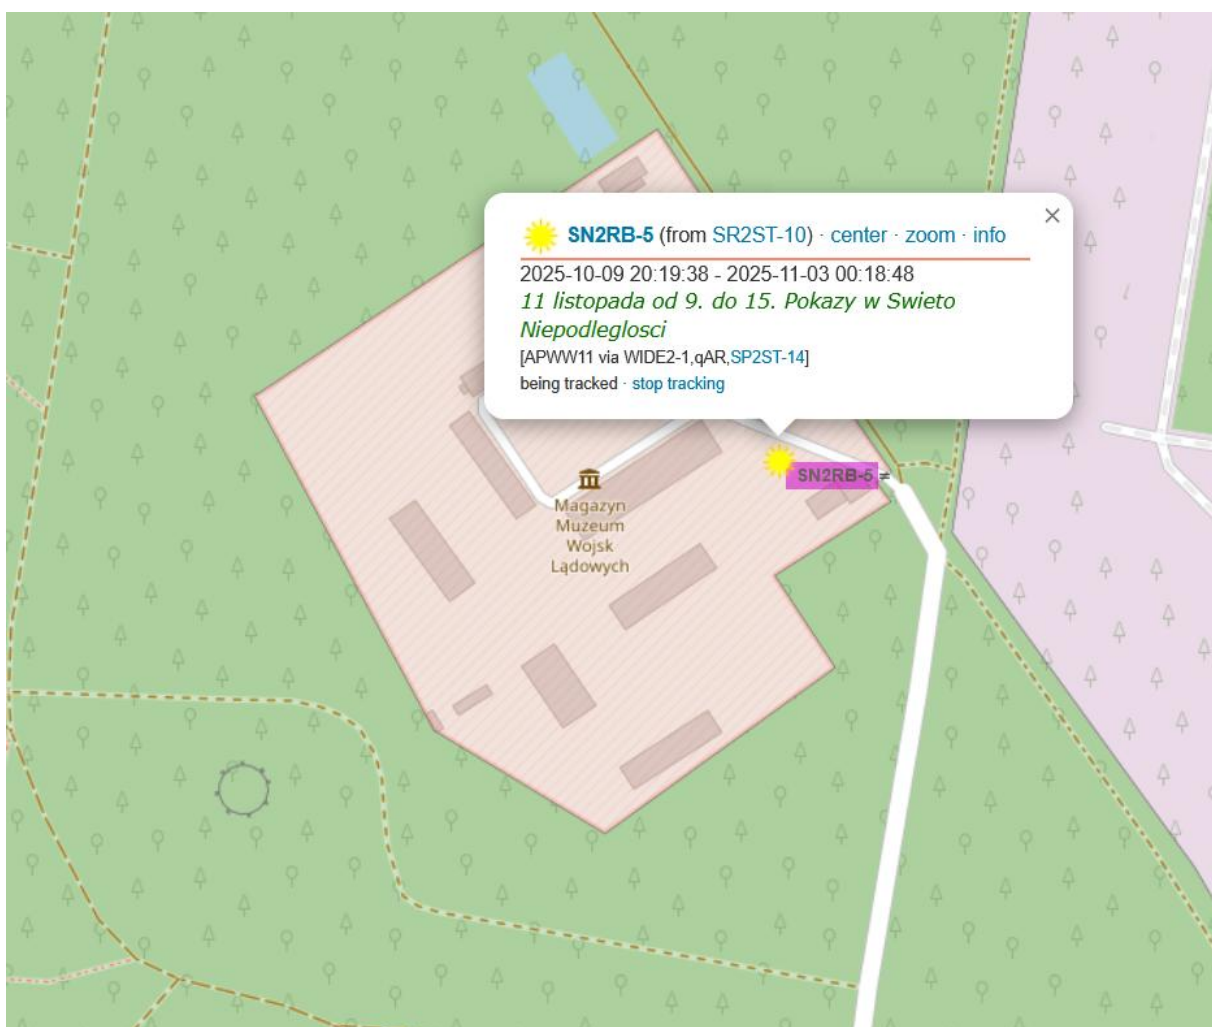 ×
SN2RB-5 (from SR2ST-10) · center · zoom · info
2025-10-09 20:19:38 - 2025-11-03 00:18:48
11 listopada od 9. do 15. Pokazy w Swieto
Niepodleglosci
[APWW11 via WIDE2-1,qAR,SP2ST-14]
being tracked · stop tracking
SN2RB-5 ≠
Magazyn
Muzeum
Wojsk
Lądowych